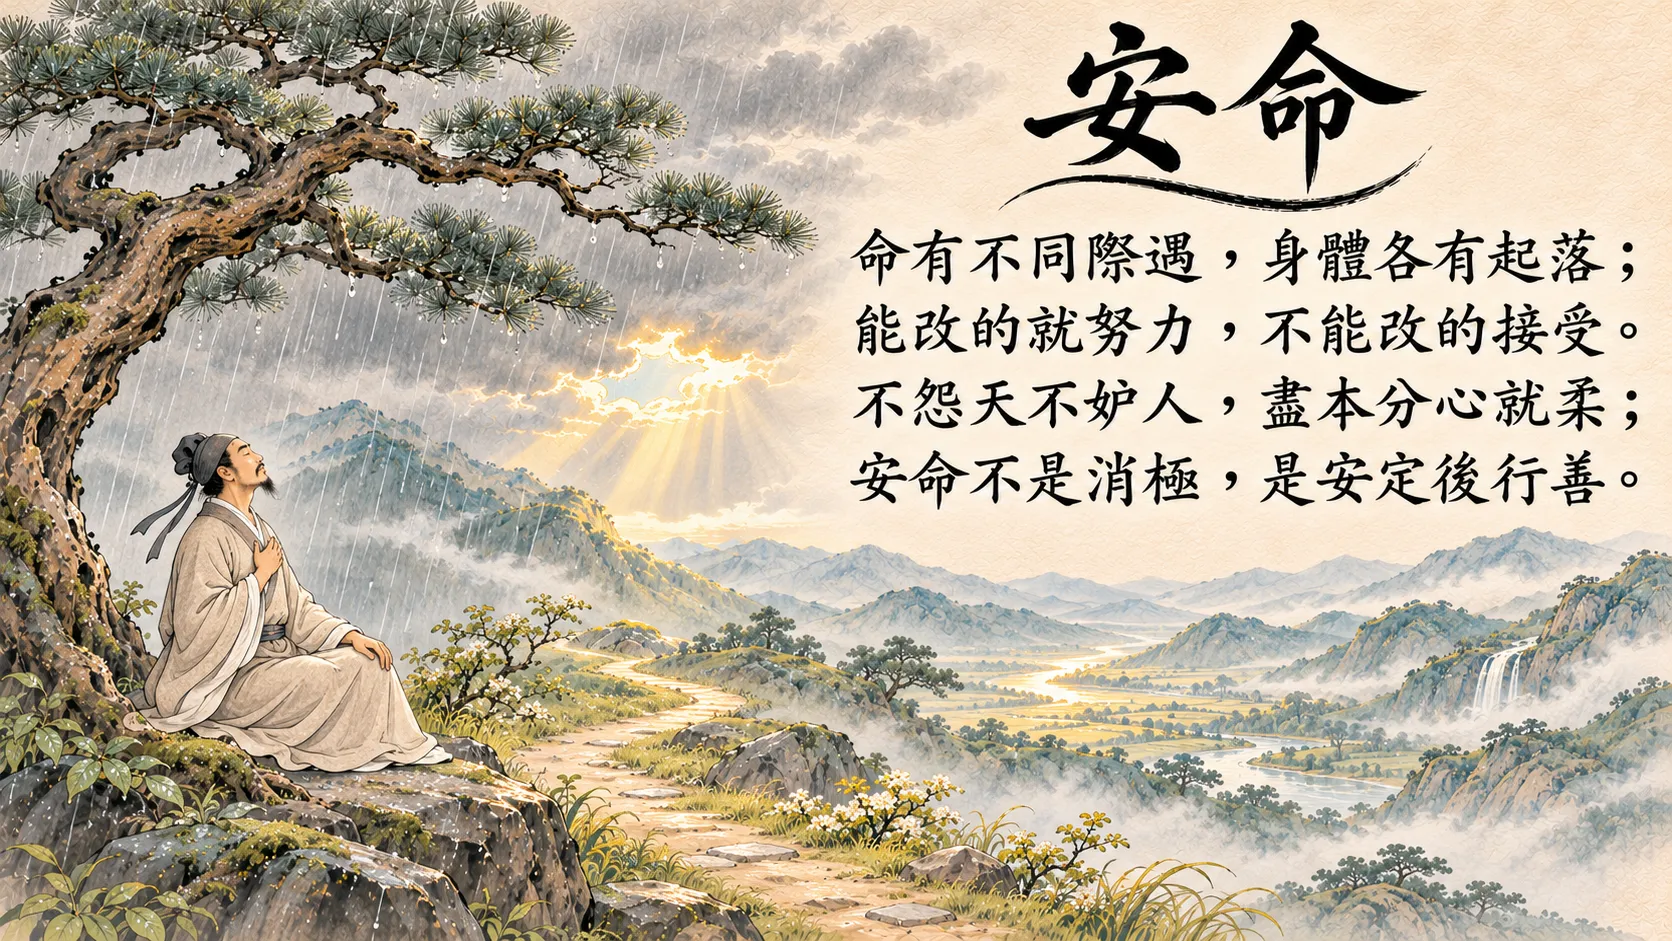 安命
命有不同際遇，身體各有起落；
能改的就努力，不能改的接受。
不怨天不妒人，盡本分心就柔；
安命不是消極，是安定後行善。